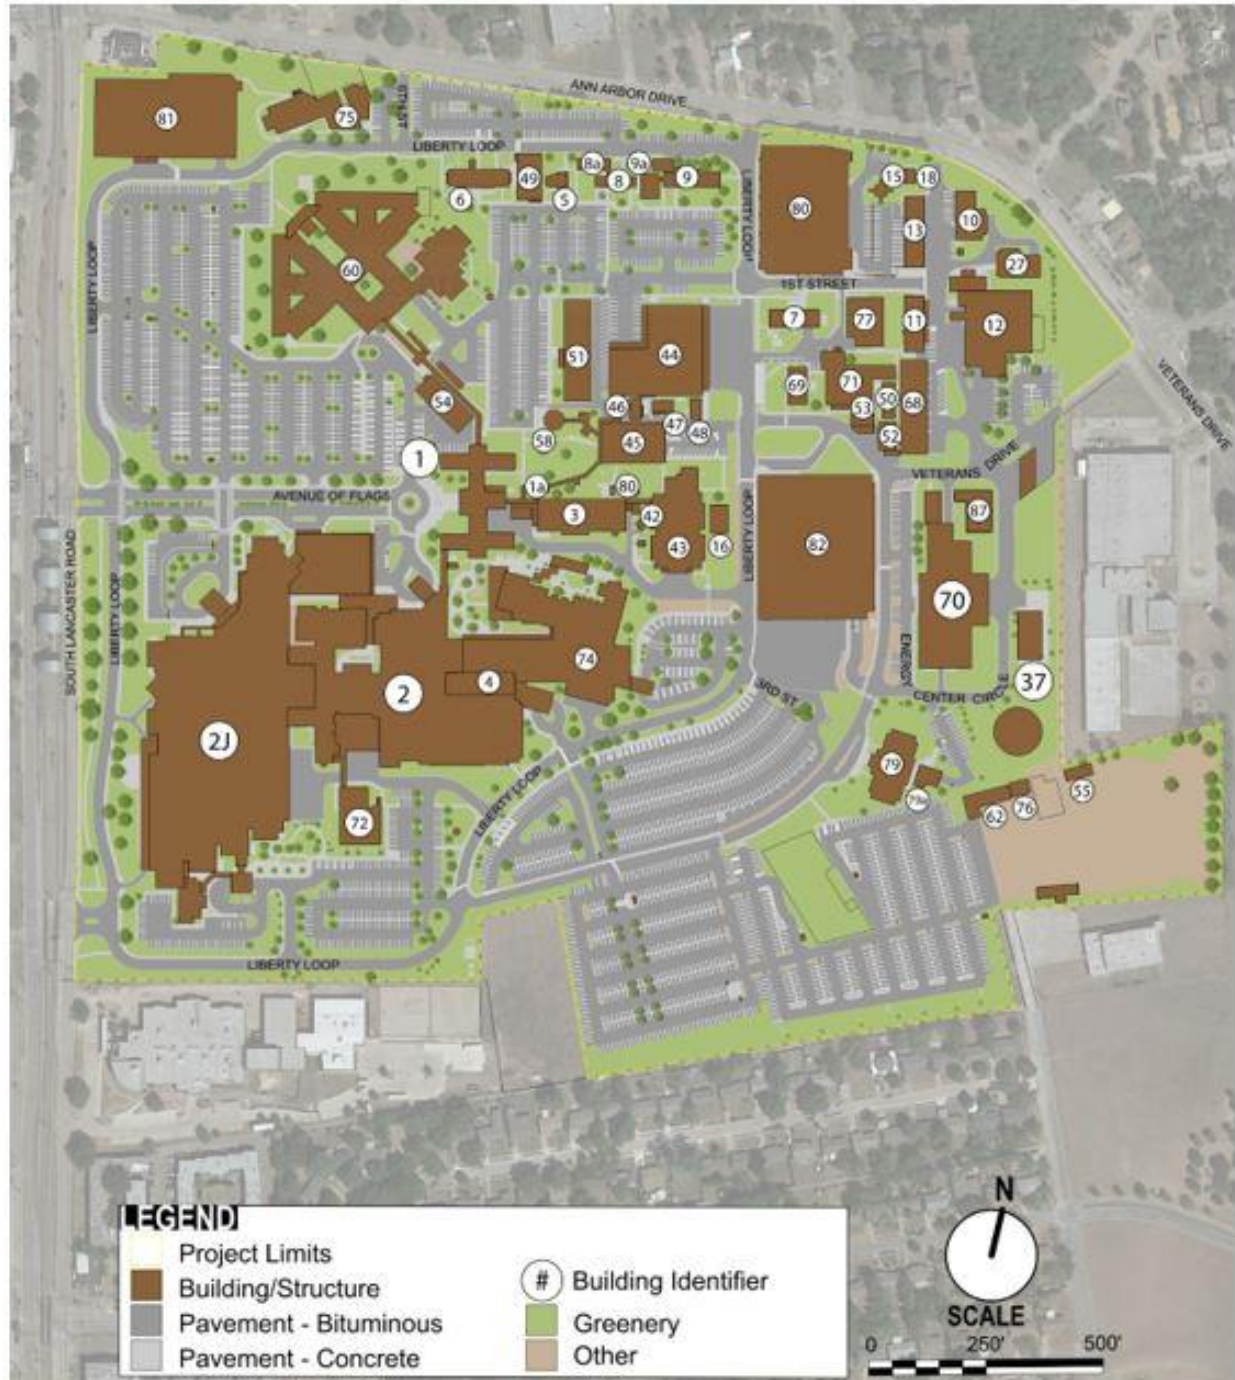 ANN ARBOR DRIVE
81
75
8TH ST
LIBERTY LOOP
8a
9a
15
18
49
8
9
6
5
LIBERTY LOOP
80
10
13
60
27
LIBERTY LOOP
1ST STREET
7
77
11
12
51
44
VETERANS DRIVE
69
71
50
68
54
46
53
47
48
58
45
52
1
VETERANS DRIVE
1a
80
AVENUE OF FLAGS
3
42
87
16
43
82
LIBERTY LOOP
SOUTH LANCASTER ROAD
LIBERTY LOOP
70
74
ENERGY
4
2
37
3RD ST
CENTER CIRCLE
2J
79
79a
55
62
76
72
LIBERTY LOOP
LIBERTY LOOP
LEGEND
Project Limits
Building/Structure
Pavement - Bituminous
Pavement - Concrete
# Building Identifier
Greenery
Other
N
SCALE
0 250' 500'